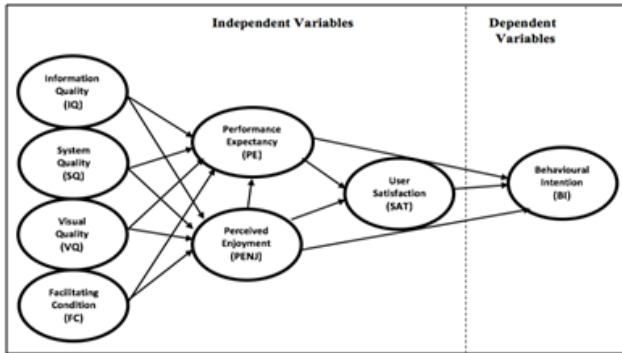 Independent Variables
Dependent
Variables
Information
Quality
(IQ)
System
Quality
(SQ)
Visual
Quality
(VQ)
Facilitating
Condition
(FC)
Performance
Expectancy
(PE)
Perceived
Enjoyment
(PENJ)
User
Satisfaction
(SAT)
Behavioural
Intention
(BI)